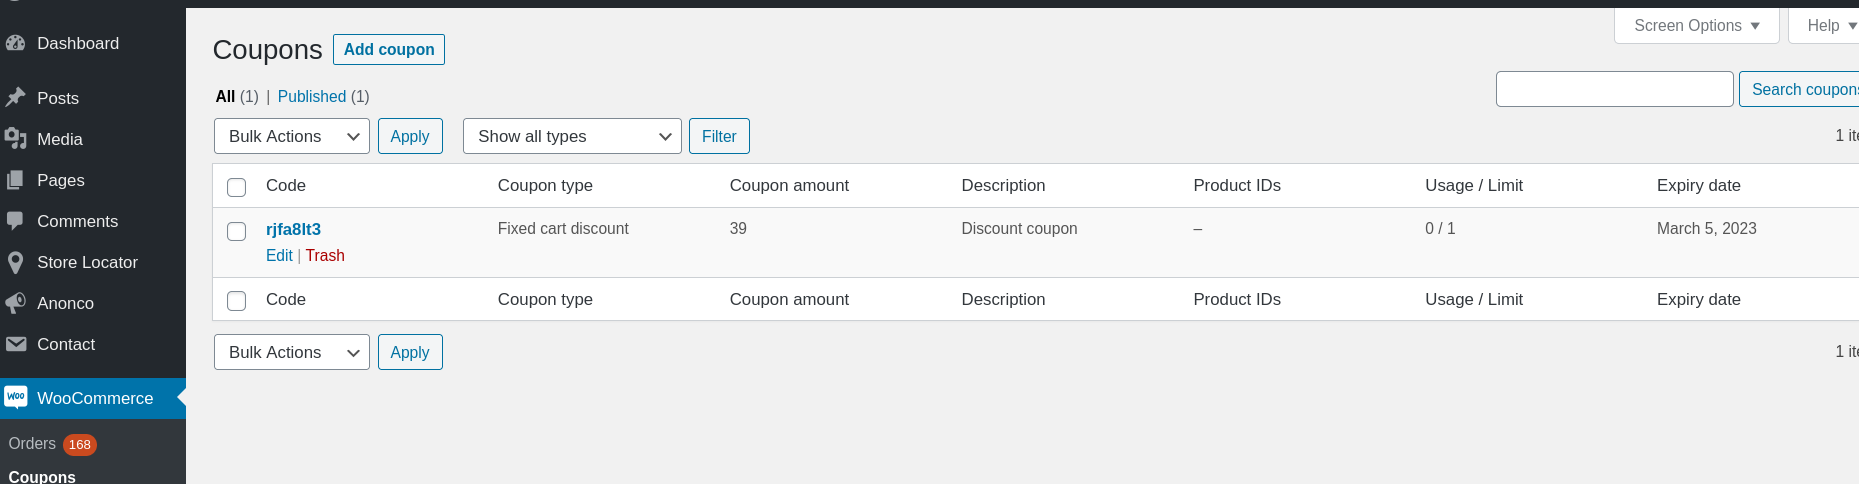 Dashboard
Posts
Media
Pages
Comments
Store Locator
Anonco
Contact
Woo WooCommerce
Orders 168
Coupons
Screen Options ▼ Help ▼
Coupons Add coupon
All (1) | Published (1)
Search coupons
Bulk Actions Apply Show all types Filter 1
Code Coupon type Coupon amount Description Product IDs Usage / Limit Expiry date
rjfa8lt3 Fixed cart discount 39 Discount coupon – 0 / 1 March 5, 2023
Edit | Trash
Code Coupon type Coupon amount Description Product IDs Usage / Limit Expiry date
Bulk Actions Apply 1